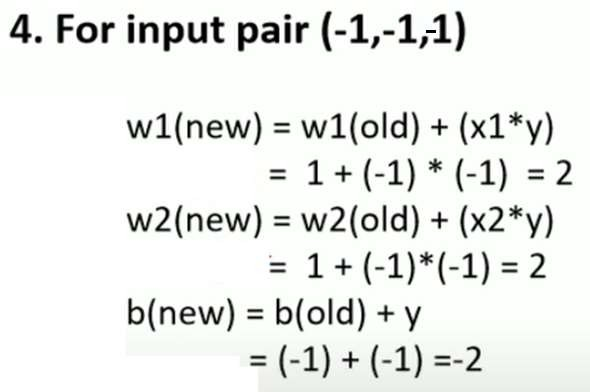 4. For input pair (-1,-1,-1)
w1(new) = w1(old) + (x1*y)
= 1 + (-1) * (-1) = 2
w2(new) = w2(old) + (x2*y)
= 1 + (-1)*(-1) = 2
b(new) = b(old) + y
= (-1) + (-1) =-2